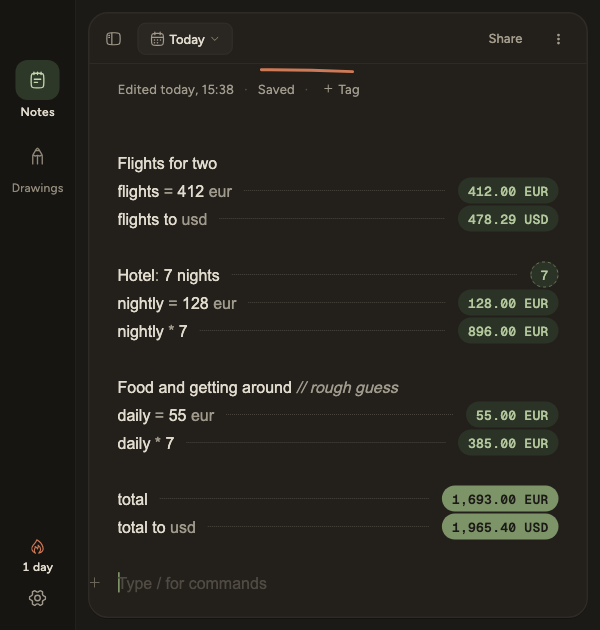 Today
Share
Notes
Drawings
Edited today, 15:38 · Saved · + Tag
Flights for two
flights = 412 eur 412.00 EUR
flights to usd 478.29 USD
Hotel: 7 nights 7
nightly = 128 eur 128.00 EUR
nightly * 7 896.00 EUR
Food and getting around // rough guess
daily = 55 eur 55.00 EUR
daily * 7 385.00 EUR
total 1,693.00 EUR
total to usd 1,965.40 USD
+ Type / for commands
1 day